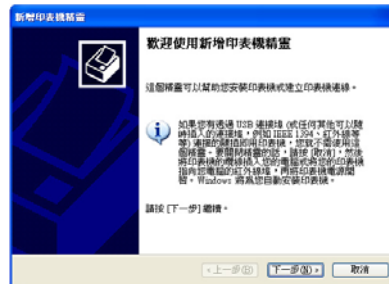 新增印表機精靈
歡迎使用新增印表機精靈
這個精靈可以幫助您安裝印表機或建立印表機連線。
如果您有透過 USB 連接埠 (或任何其他可以隨
時插入的連接埠，例如 IEEE 1394、紅外線等
等) 連接的隨插即用印表機，您就不需使用這
個精靈。要關閉精靈的話，請按 [取消]，然後
將印表機的纜線插入您的電腦或將您的印表機
指向您電腦的紅外線埠，再將印表機電源開
啟。Windows 將為您自動安裝印表機。
請按 [下一步] 繼續。
<上一步(B) 下一步(N)> 取消